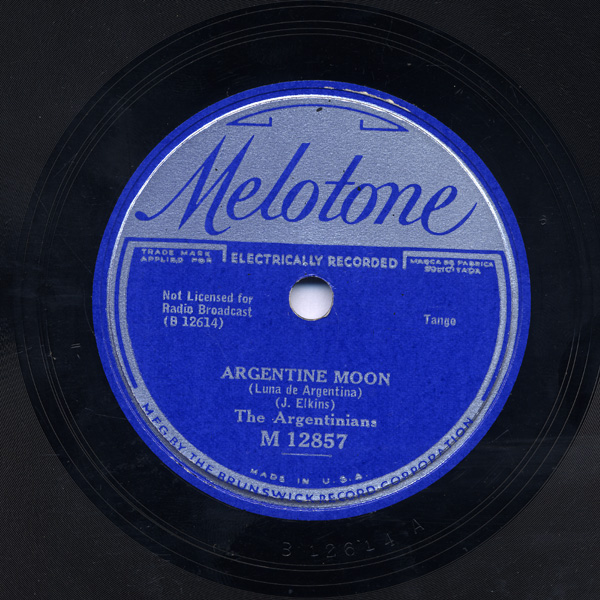 Melotone
TRADE MARK
APPLIED FOR
ELECTRICALLY RECORDED
MARCA DE FABRICA
SOLICITADA
Not Licensed for
Radio Broadcast
(B 12614)
Tango
ARGENTINE MOON
(Luna de Argentina)
(J. Elkins)
The Argentinians
M 12857
MADE IN U.S.A.
MFG. BY THE BRUNSWICK RECORD CORPORATION
B 12614 A